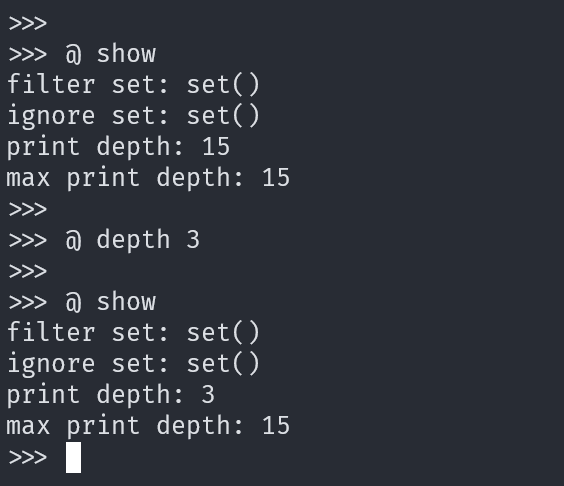 >>>
>>> @ show
filter set: set()
ignore set: set()
print depth: 15
max print depth: 15
>>>
>>> @ depth 3
>>>
>>> @ show
filter set: set()
ignore set: set()
print depth: 3
max print depth: 15
>>>